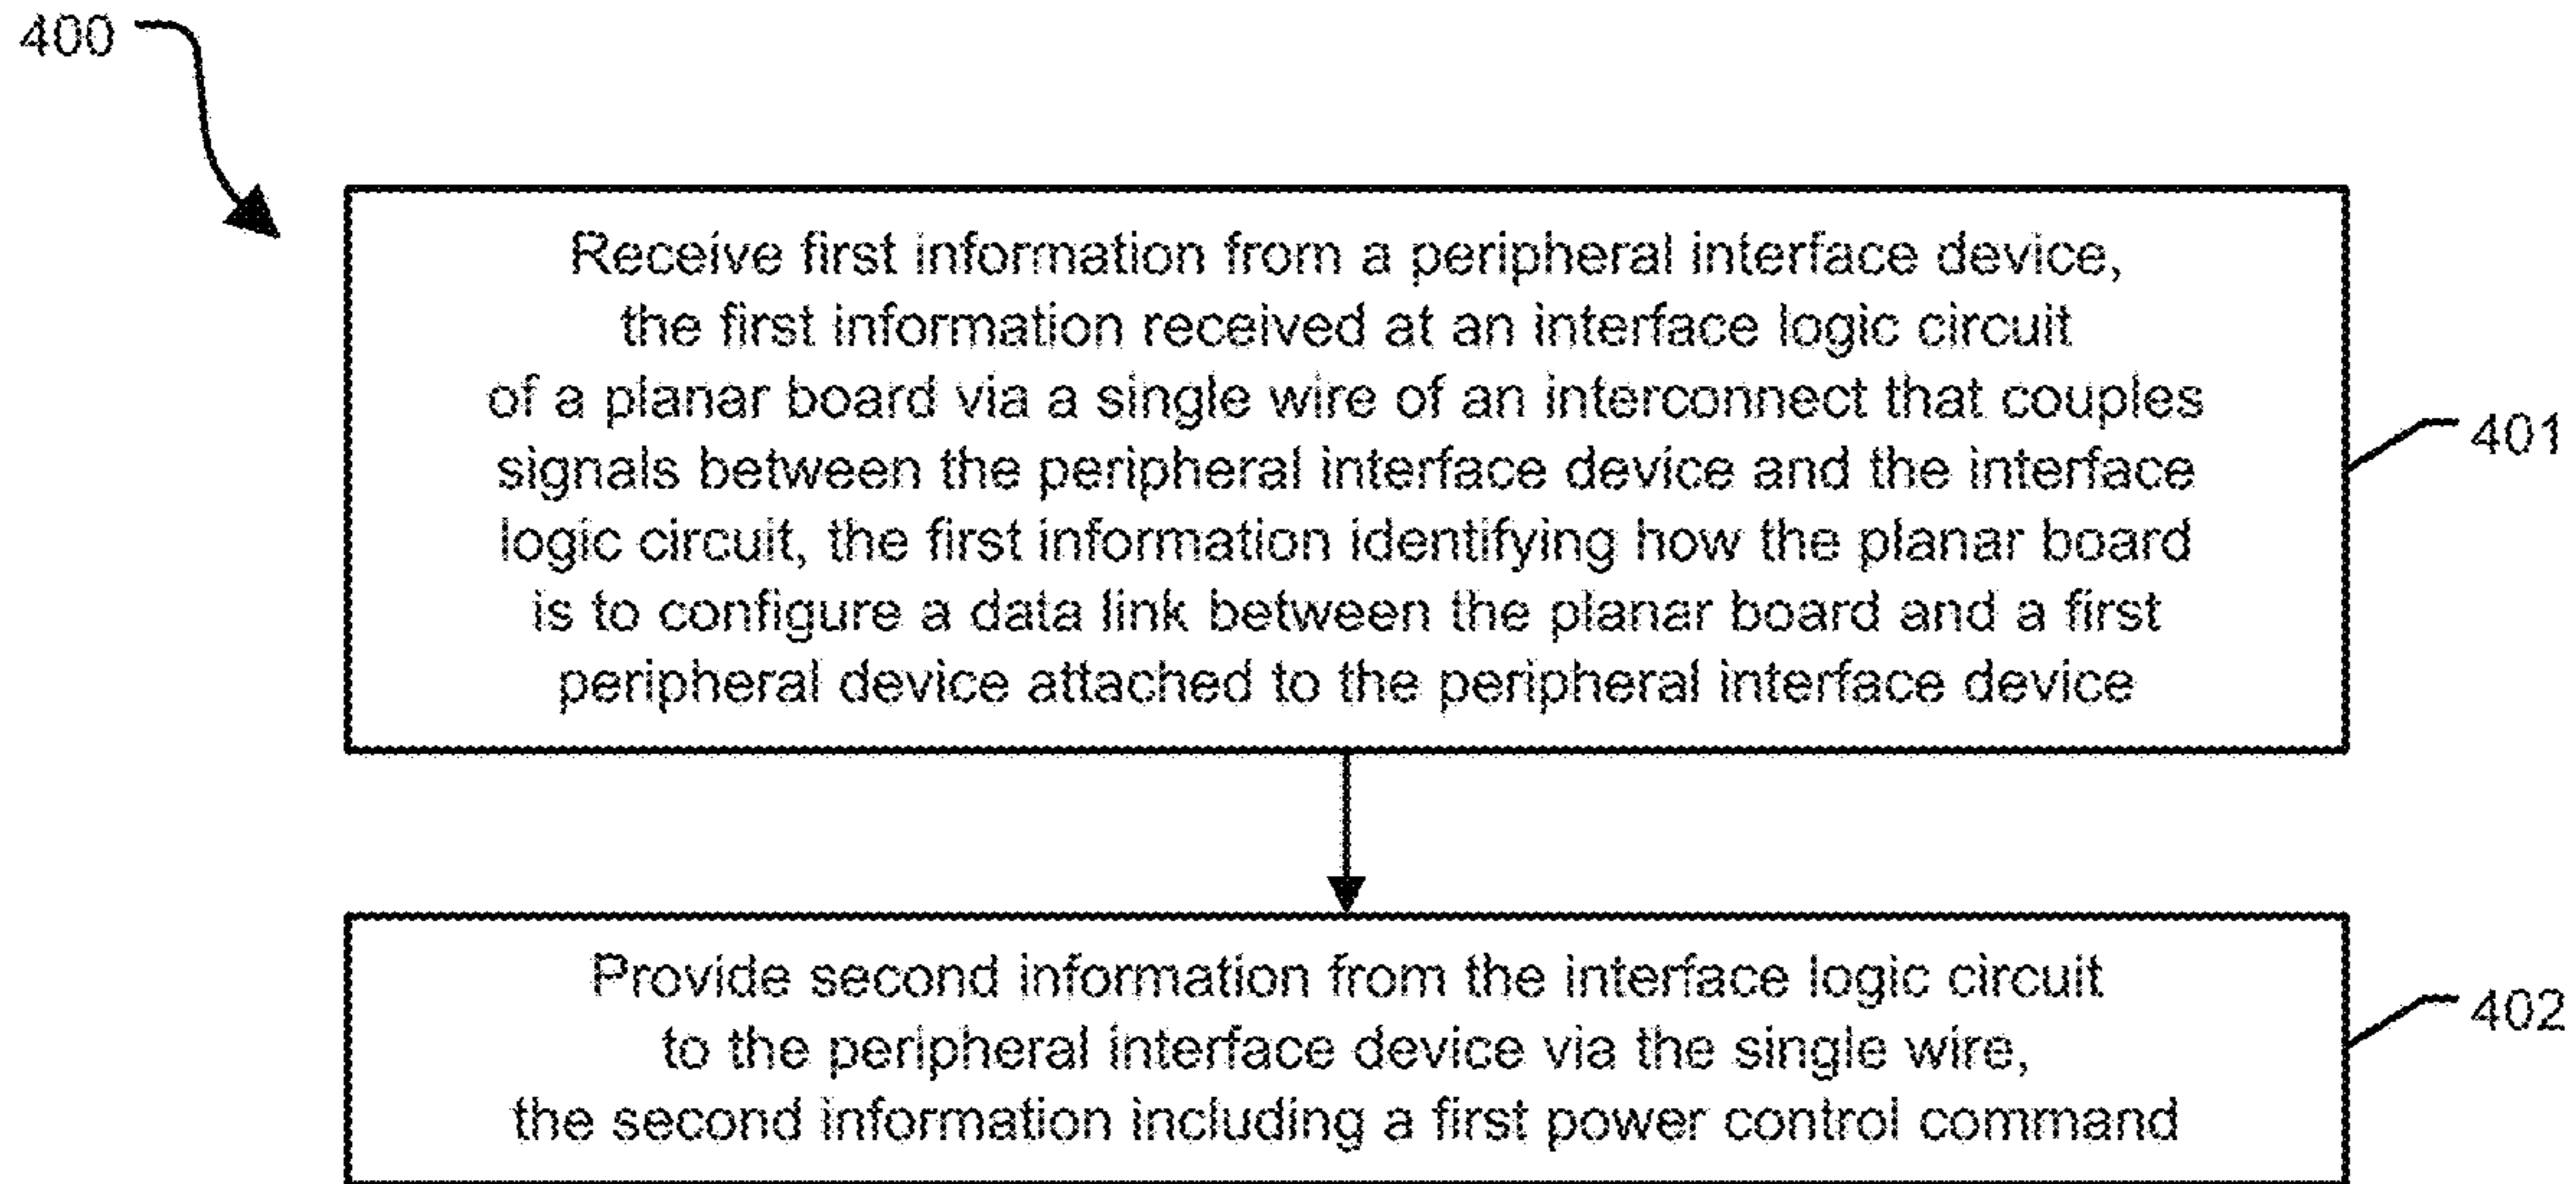 400
Receive first information from a peripheral interface device,
the first information received at an interface logic circuit
of a planar board via a single wire of an interconnect that couples
signals between the peripheral interface device and the interface
logic circuit, the first information identifying how the planar board
is to configure a data link between the planar board and a first
peripheral device attached to the peripheral interface device
401
Provide second information from the interface logic circuit
to the peripheral interface device via the single wire,
the second information including a first power control command
402